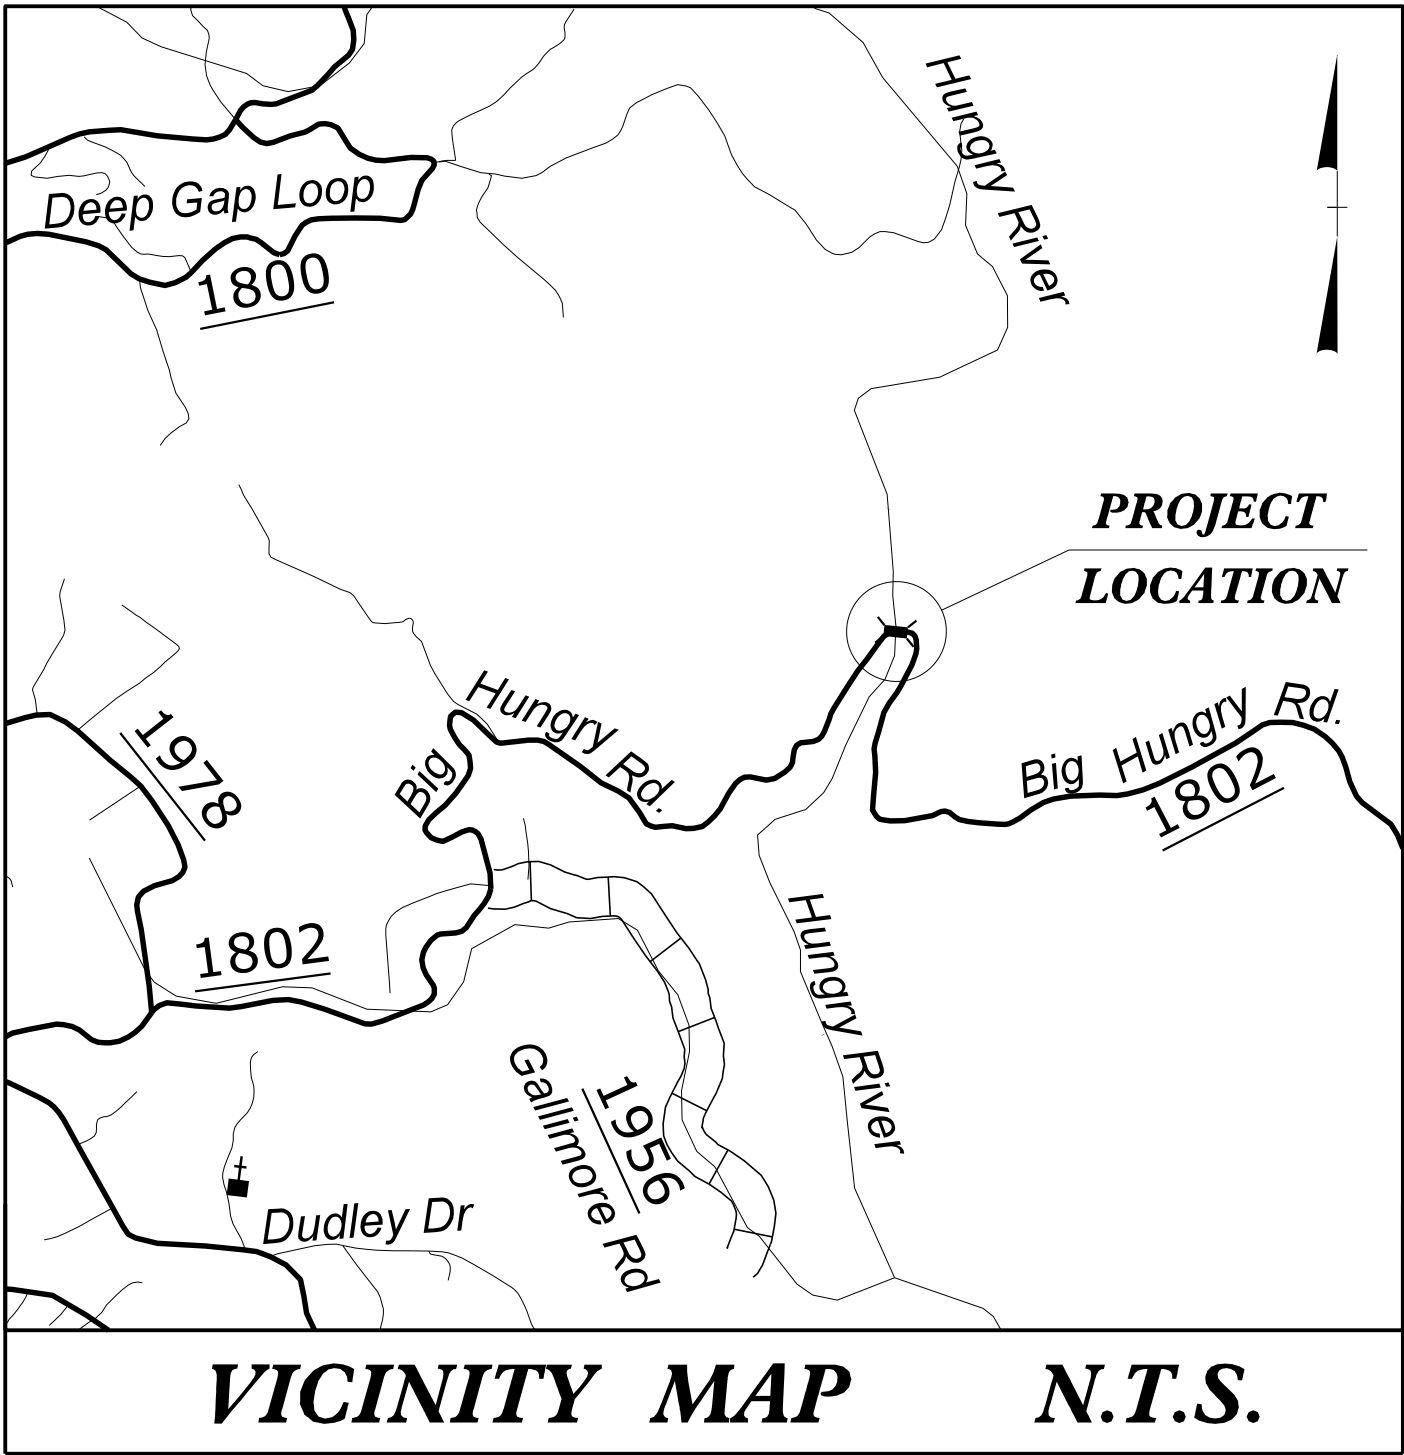 Hungry River
Deep Gap Loop
1800
PROJECT
LOCATION
Big Hungry Rd.
Big Hungry Rd.
1802
1978
1802
Hungry River
Gallimore Rd
1956
Dudley Dr
VICINITY MAP N.T.S.